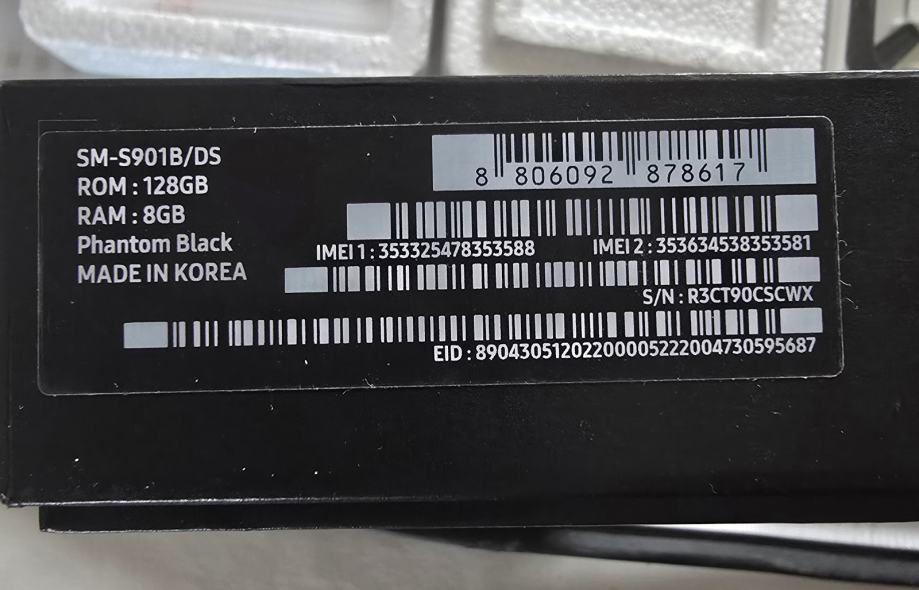 SM-S901B/DS
ROM : 128GB
RAM : 8GB
Phantom Black
MADE IN KOREA
8 806092 878617
IMEI 1 : 353325478353588 IMEI 2 : 353634538353581
S/N : R3CT90CSCWX
EID : 89043051202200005222004730595687